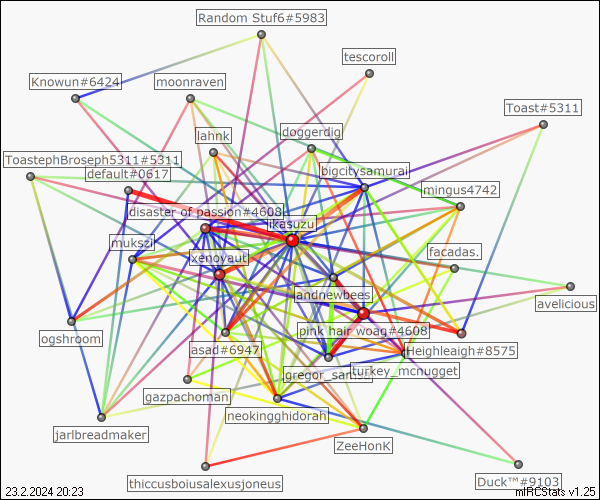 Random Stuf6#5983
tescoroll
Knowun#6424
moonraven
Toast#5311
lahnk
doggerdig
ToastephBroseph5311#5311
default#0617
bigcitysamurai
mingus4742
disaster of passion#4608
ikasuzu
mukszi
xenovaut
facadas.
andnewbees
avelicious
pink hair woag#4608
ogshroom
asad#6947
Heighleaigh#8575
gregor_samsa
turkey_mcnugget
gazpachoman
neokingghidorah
jarlbreadmaker
ZeeHonK
thiccusboiusalexusjoneus
Duck™#9103
23.2.2024 20:23
mIRCStats v1.25